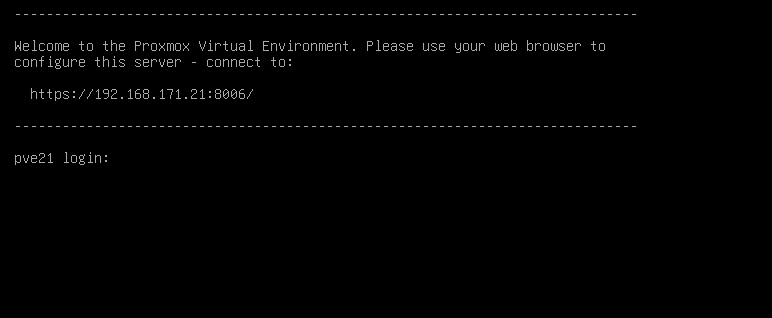 ------------------------------------------------------------------------------
Welcome to the Proxmox Virtual Environment. Please use your web browser to
configure this server - connect to:
https://192.168.171.21:8006/
------------------------------------------------------------------------------
pve21 login: